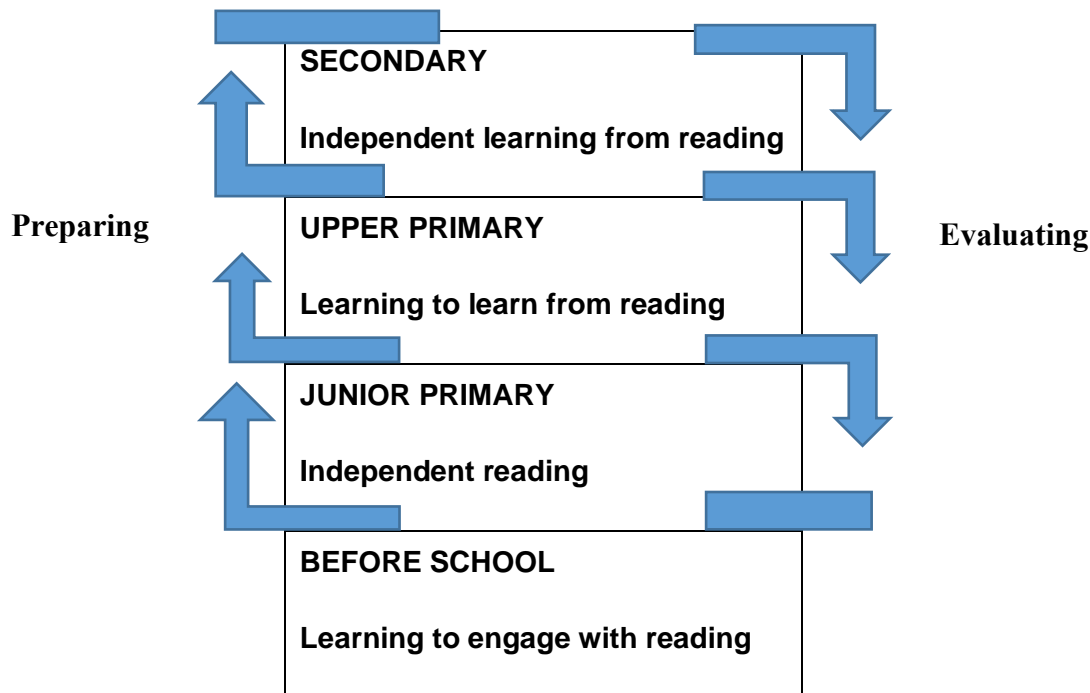 SECONDARY
Independent learning from reading
Preparing
UPPER PRIMARY
Evaluating
Learning to learn from reading
JUNIOR PRIMARY
Independent reading
BEFORE SCHOOL
Learning to engage with reading